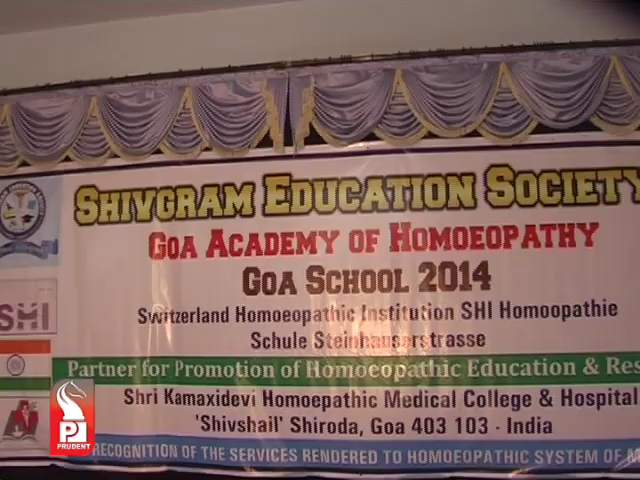 SHIVGRAM EDUCATION SOCIETY
GOA ACADEMY OF HOMOEOPATHY
GOA SCHOOL 2014
Switzerland Homoeopathic Institution SHI Homoopathie
Schule Steinhauserstrasse
SHI
Partner for Promotion of Homoeopathic Education & Res
Shri Kamaxidevi Homoepathic Medical College & Hospital
'Shivshail' Shiroda, Goa 403 103 - India
RECOGNITION OF THE SERVICES RENDERED TO HOMOEOPATHIC SYSTEM OF M
PRUDENT